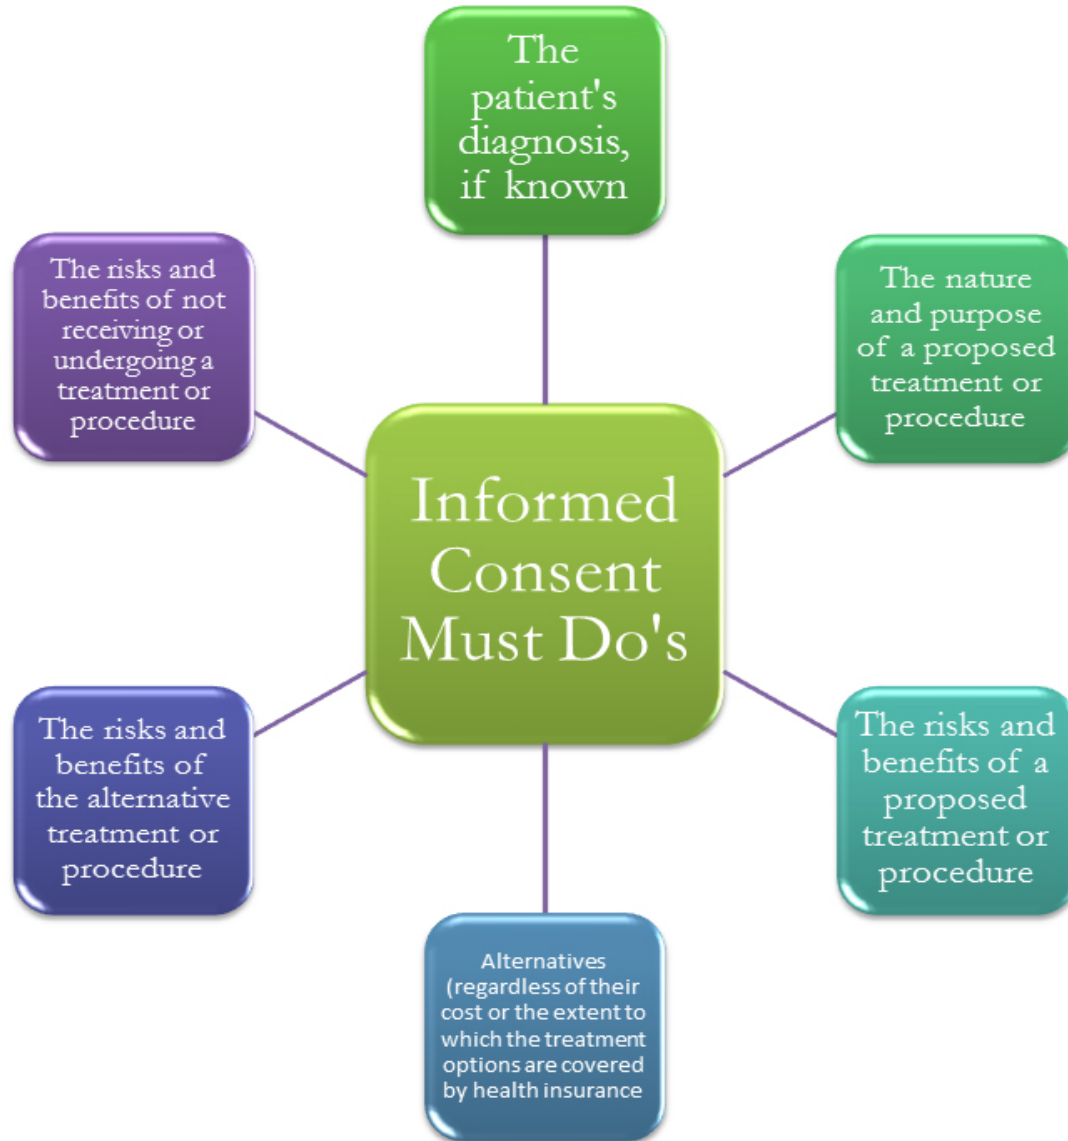 The
patient's
diagnosis,
if known
The nature
and purpose
of a proposed
treatment or
procedure
The risks and
benefits of a
proposed
treatment or
procedure
Alternatives
(regardless of their
cost or the extent to
which the treatment
options are covered
by health insurance
The risks and
benefits of
the alternative
treatment or
procedure
The risks and
benefits of not
receiving or
undergoing a
treatment or
procedure
Informed
Consent
Must Do's